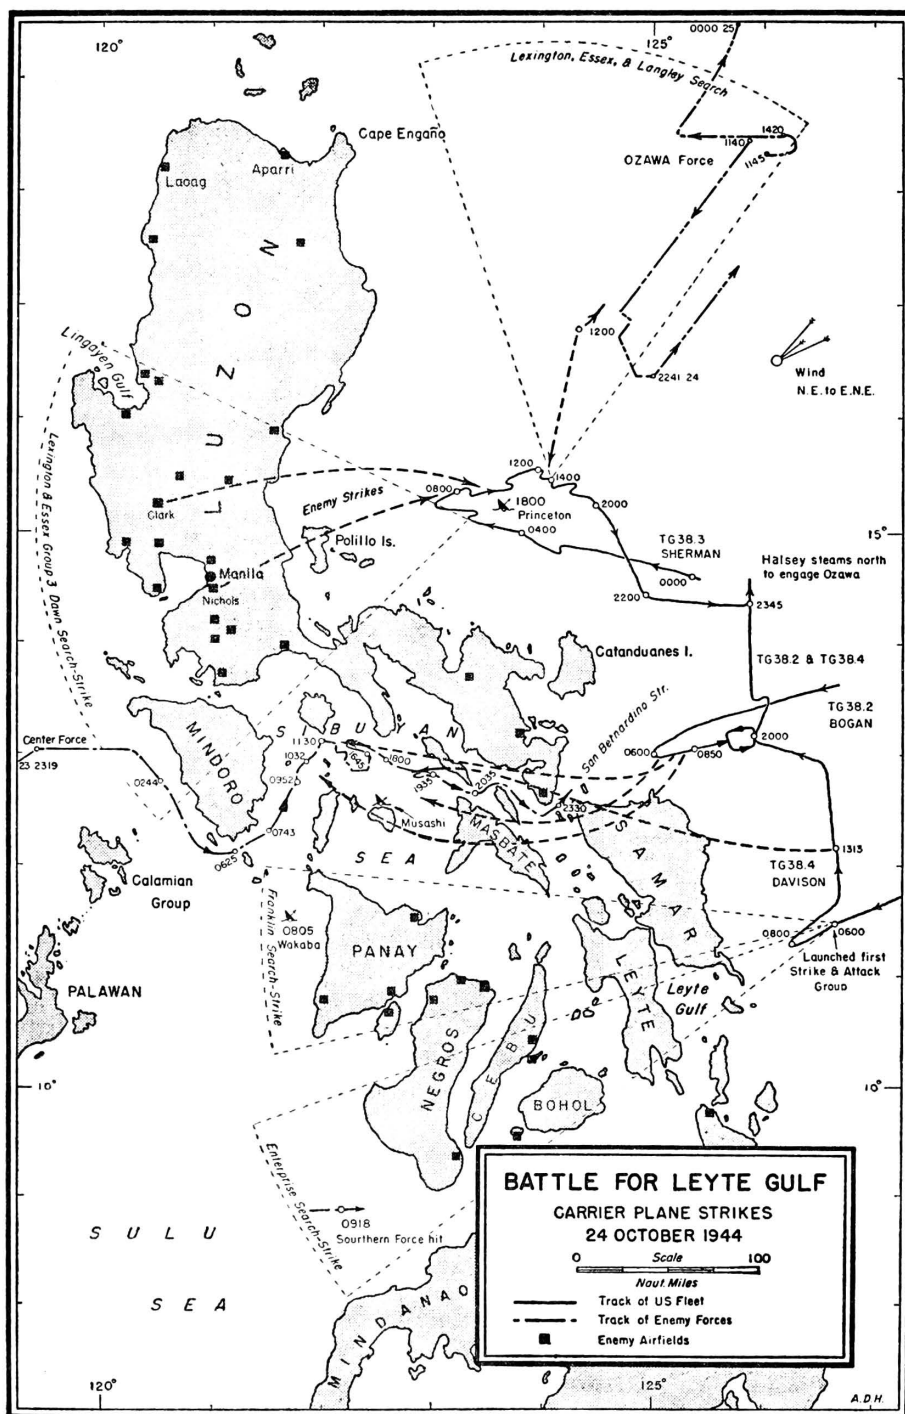 120°
125°
0000 25
Lexington, Essex, & Langley Search
1420
1140
1145
OZAWA Force
Cape Engaño
Aparri
Laoag
LUZON
Lingayen Gulf
1200
2241 24
Wind
N.E. to E.N.E.
Lexington & Essex Group 3 Dawn Search-Strike
Clark
Enemy Strikes
0800
1200
1400
1800
Princeton
0400
2000
TG38.3
SHERMAN
0000
2200
Polillo Is.
15°
15°
Manila
Nichols
Halsey steams north
to engage Ozawa
2345
Catanduanes I.
TG38.2 & TG38.4
TG38.2
BOGAN
San Bernardino Str.
0600
0850
2000
Center Force
23 2319
MINDORO
0244
SIBUYAN
SEA
1130
1032
0952
1645
1800
1935
2035
2330
0743
0625
Musashi
MASBATE
SAMAR
1313
TG38.4
DAVISON
0800
0600
Launched first
Strike & Attack
Group
Calamian
Group
Franklin Search-Strike
0805
Wakaba
PANAY
PALAWAN
LEYTE
Leyte
Gulf
NEGROS
CEBU
BOHOL
10°
10°
Enterprise Search-Strike
0918
Sourthern Force hit
SULU
SEA
MINDANAO
BATTLE FOR LEYTE GULF
CARRIER PLANE STRIKES
24 OCTOBER 1944
0 Scale 100
Naut. Miles
Track of US Fleet
Track of Enemy Forces
Enemy Airfields
120°
125°
A.D.H.